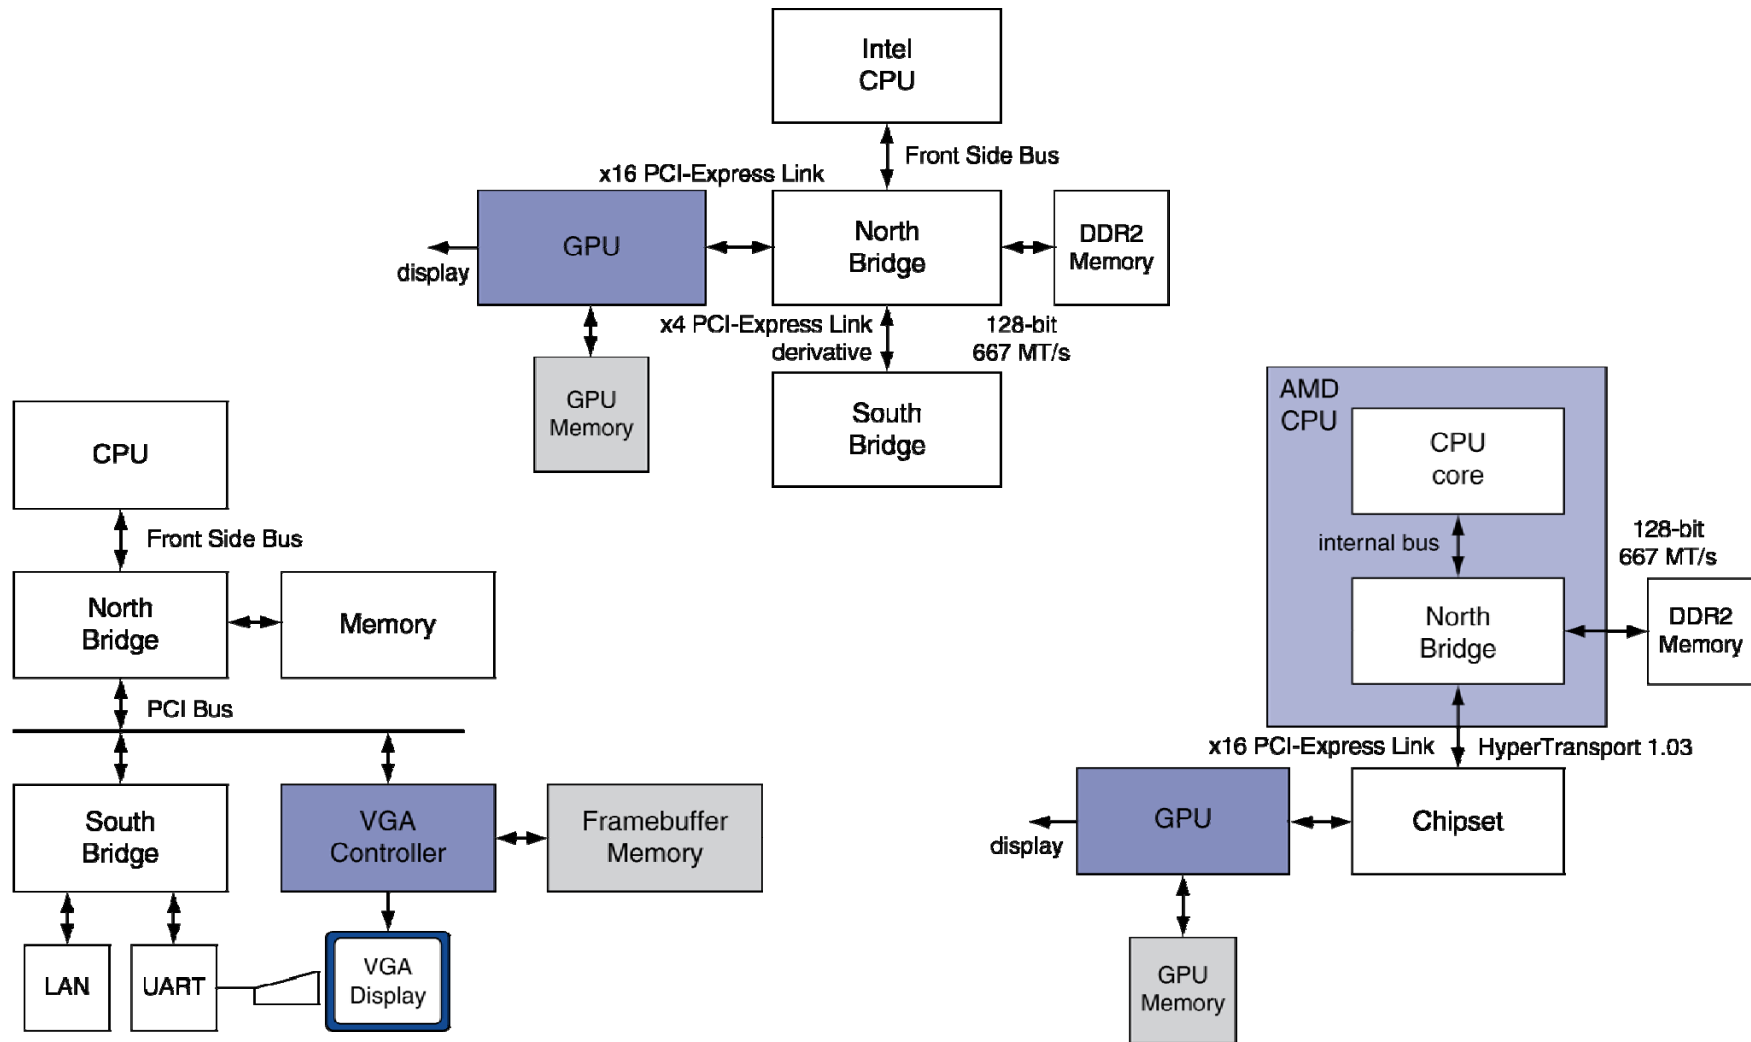 Intel
CPU
Front Side Bus
x16 PCI-Express Link
GPU
North
Bridge
DDR2
Memory
display
x4 PCI-Express Link
derivative
128-bit
667 MT/s
GPU
Memory
South
Bridge
CPU
Front Side Bus
North
Bridge
Memory
PCI Bus
South
Bridge
VGA
Controller
Framebuffer
Memory
LAN
UART
VGA
Display
AMD
CPU
CPU
core
internal bus
128-bit
667 MT/s
North
Bridge
DDR2
Memory
x16 PCI-Express Link
HyperTransport 1.03
GPU
Chipset
display
GPU
Memory